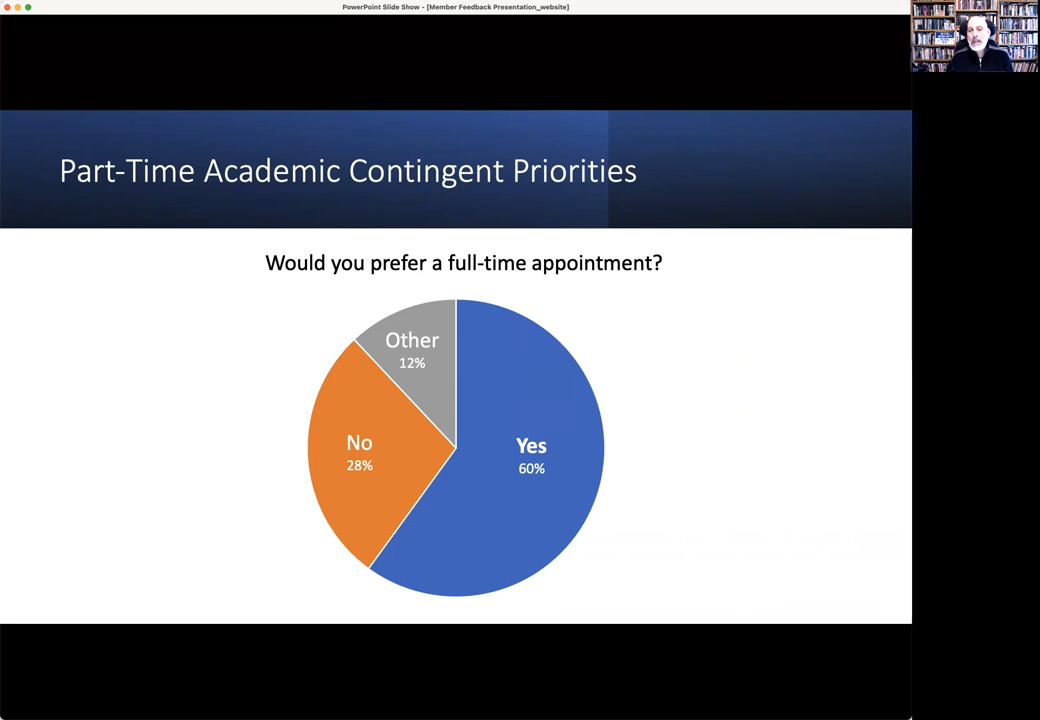 PowerPoint Slide Show - [Member Feedback Presentation_website]
Part-Time Academic Contingent Priorities
Would you prefer a full-time appointment?
Other
12%
No
28%
Yes
60%